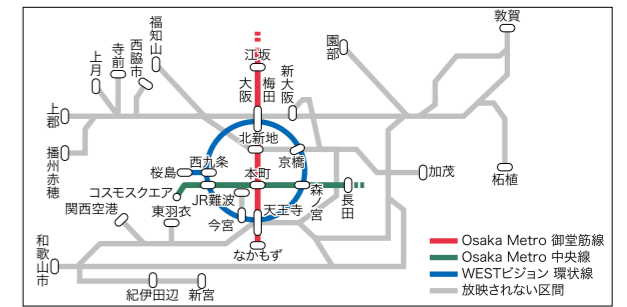 敦賀
福知山
園部
寺前
西脇市
上月
江坂
大阪
梅田
新大阪
上郡
北新地
播州赤穂
西九条
京橋
桜島
本町
加茂
柘植
コスモスクエア
JR難波
森ノ宮
長田
関西空港
東羽衣
今宮
天王寺
和歌山市
なかもず
紀伊田辺
新宮
Osaka Metro 御堂筋線
Osaka Metro 中央線
WESTビジョン 環状線
放映されない区間